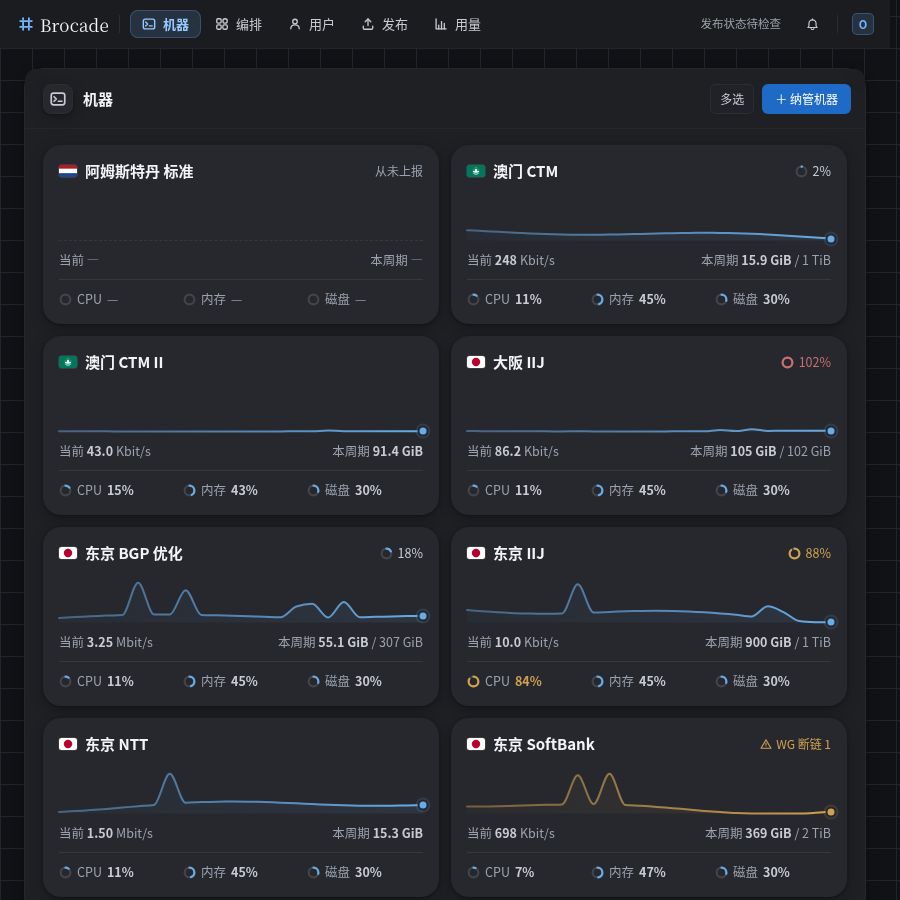 Brocade 机器 编排 用户 发布 用量 发布状态待检查 O
机器 多选 + 纳管机器
阿姆斯特丹 标准 从未上报
当前 — 本周期 —
CPU — 内存 — 磁盘 —
澳门 CTM 2%
当前 248 Kbit/s 本周期 15.9 GiB / 1 TiB
CPU 11% 内存 45% 磁盘 30%
澳门 CTM II
当前 43.0 Kbit/s 本周期 91.4 GiB
CPU 15% 内存 43% 磁盘 30%
大阪 IIJ 102%
当前 86.2 Kbit/s 本周期 105 GiB / 102 GiB
CPU 11% 内存 45% 磁盘 30%
东京 BGP 优化 18%
当前 3.25 Mbit/s 本周期 55.1 GiB / 307 GiB
CPU 11% 内存 45% 磁盘 30%
东京 IIJ 88%
当前 10.0 Kbit/s 本周期 900 GiB / 1 TiB
CPU 84% 内存 45% 磁盘 30%
东京 NTT
当前 1.50 Mbit/s 本周期 15.3 GiB
CPU 11% 内存 45% 磁盘 30%
东京 SoftBank WG 断链 1
当前 698 Kbit/s 本周期 369 GiB / 2 TiB
CPU 7% 内存 47% 磁盘 30%